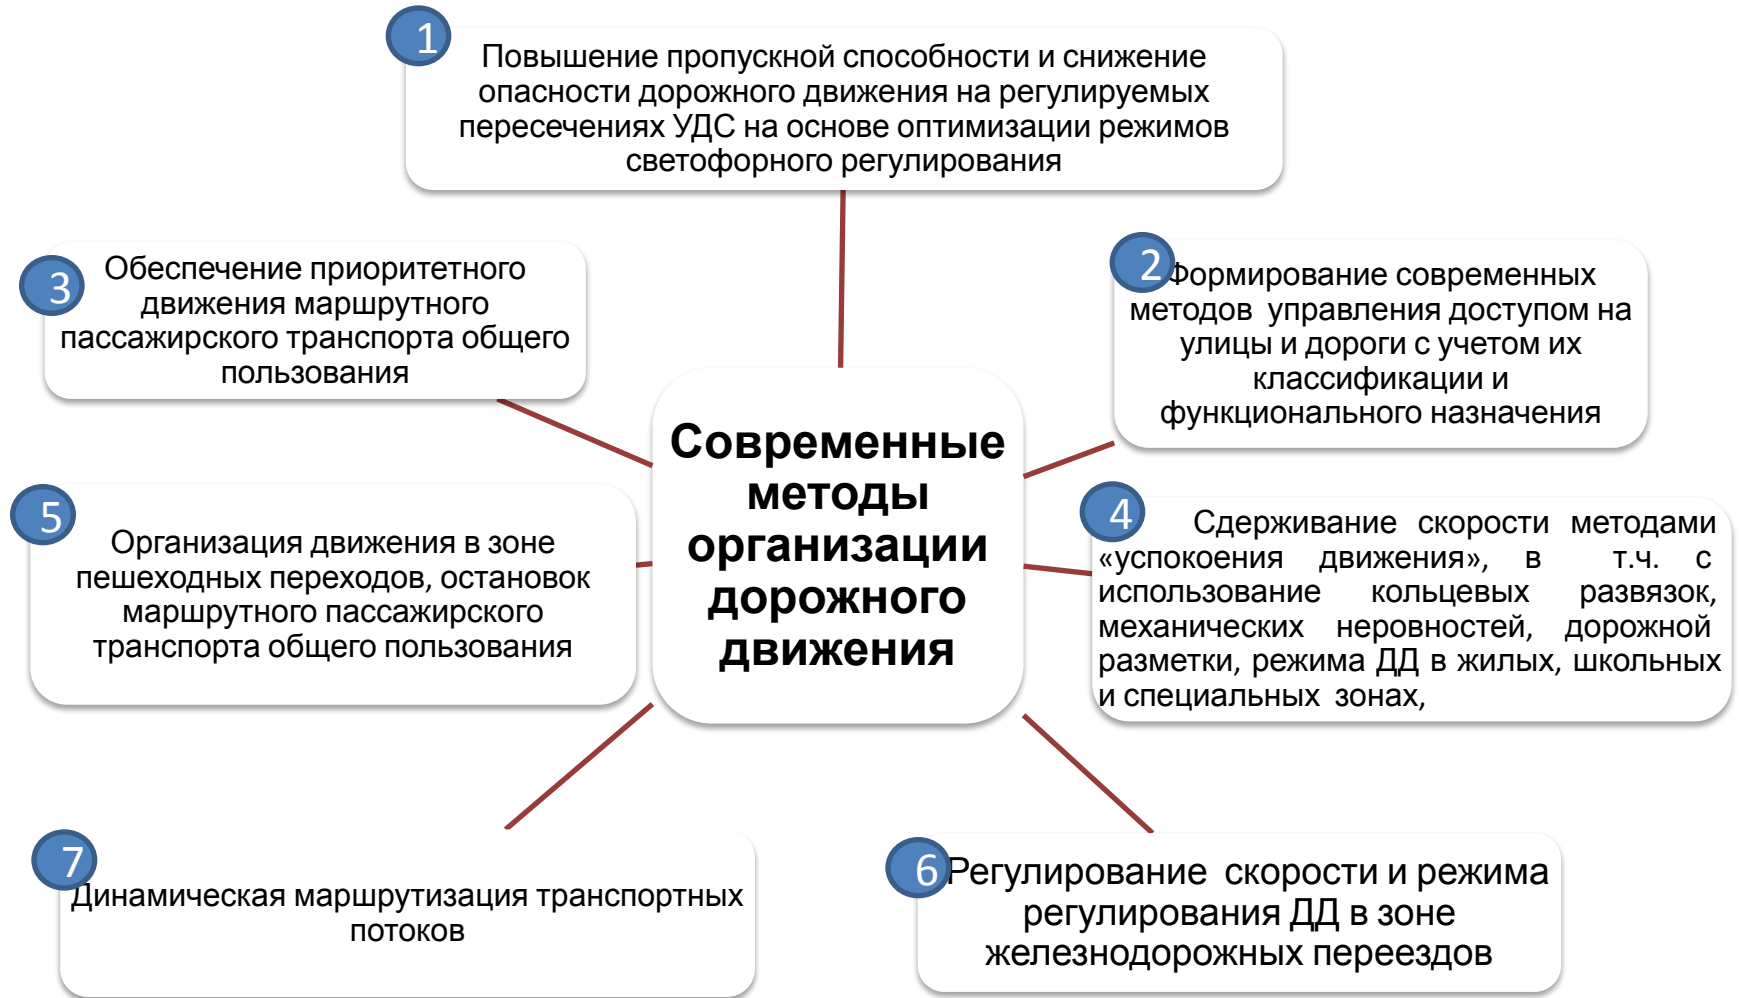 1
Повышение пропускной способности и снижение
опасности дорожного движения на регулируемых
пересечениях УДС на основе оптимизации режимов
светофорного регулирования
2
Формирование современных
методов управления доступом на
улицы и дороги с учетом их
классификации и
функционального назначения
3
Обеспечение приоритетного
движения маршрутного
пассажирского транспорта общего
пользования
Современные
методы
организации
дорожного
движения
4
Сдерживание скорости методами
«успокоения движения», в т.ч. с
использование кольцевых развязок,
механических неровностей, дорожной
разметки, режима ДД в жилых, школьных
и специальных зонах,
5
Организация движения в зоне
пешеходных переходов, остановок
маршрутного пассажирского
транспорта общего пользования
6
Регулирование скорости и режима
регулирования ДД в зоне
железнодорожных переездов
7
Динамическая маршрутизация транспортных
потоков